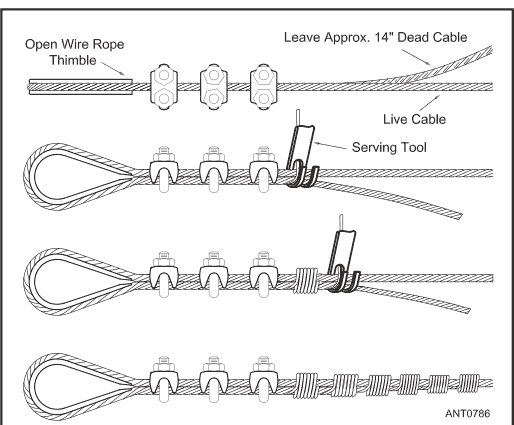 Open Wire Rope
Thimble
Leave Approx. 14" Dead Cable
Live Cable
Serving Tool
ANT0786